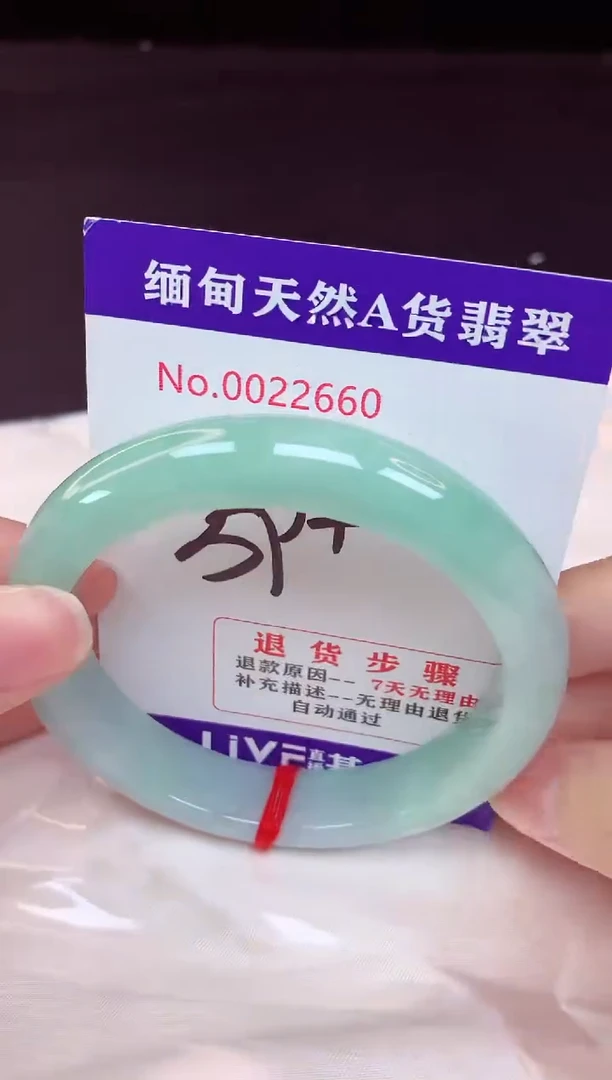 缅甸天然A货翡翠
No.0022660
退货步骤
退款原因-- 7天无理由
补充描述--无理由退货
自动通过
LiVE